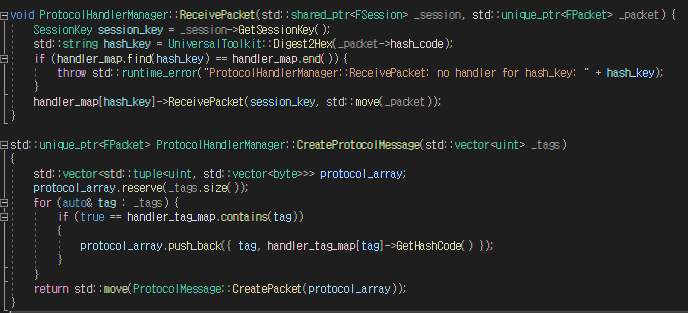 void ProtocolHandlerManager::ReceivePacket(std::shared_ptr<FSession> _session, std::unique_ptr<FPacket> _packet) {
SessionKey session_key = _session->GetSessionKey();
std::string hash_key = UniversalToolkit::Digest2Hex(_packet->hash_code);
if (handler_map.find(hash_key) == handler_map.end()) {
throw std::runtime_error("ProtocolHandlerManager::ReceivePacket: no handler for hash_key: " + hash_key);
}
handler_map[hash_key]->ReceivePacket(session_key, std::move(_packet));
}
std::unique_ptr<FPacket> ProtocolHandlerManager::CreateProtocolMessage(std::vector<uint> _tags)
{
std::vector<std::tuple<uint, std::vector<byte>>> protocol_array;
protocol_array.reserve(_tags.size());
for (auto& tag : _tags) {
if (true == handler_tag_map.contains(tag))
{
protocol_array.push_back({ tag, handler_tag_map[tag]->GetHashCode() });
}
}
return std::move(ProtocolMessage::CreatePacket(protocol_array));
}